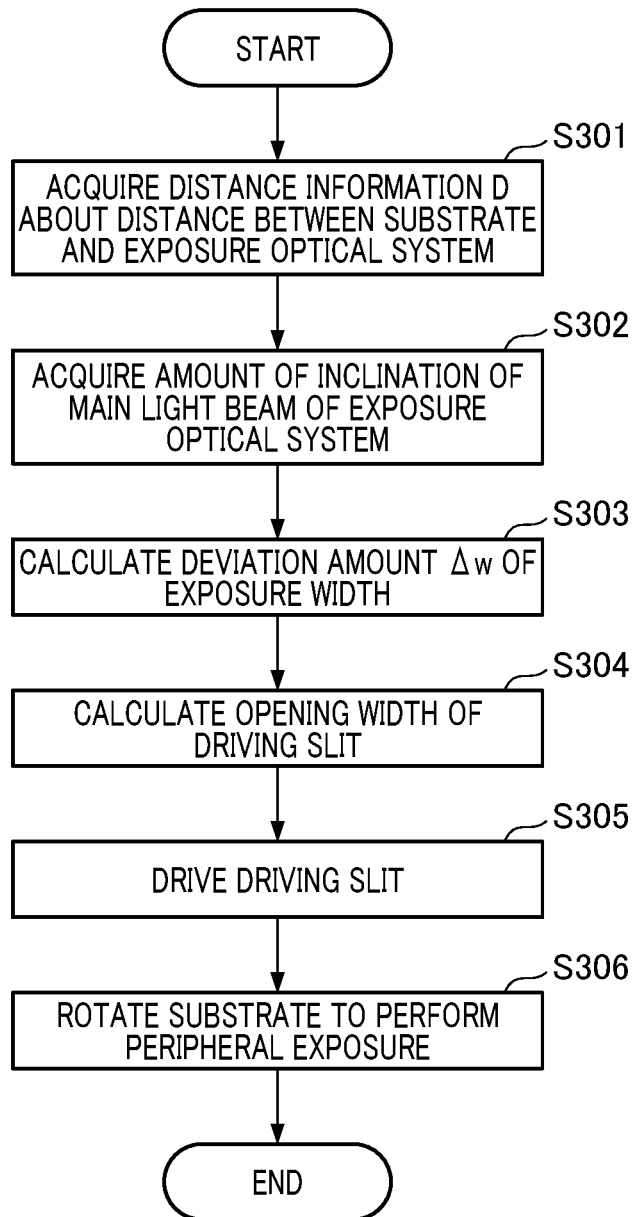 START
S301
ACQUIRE DISTANCE INFORMATION D
ABOUT DISTANCE BETWEEN SUBSTRATE
AND EXPOSURE OPTICAL SYSTEM
S302
ACQUIRE AMOUNT OF INCLINATION OF
MAIN LIGHT BEAM OF EXPOSURE
OPTICAL SYSTEM
S303
CALCULATE DEVIATION AMOUNT Δw OF
EXPOSURE WIDTH
S304
CALCULATE OPENING WIDTH OF
DRIVING SLIT
S305
DRIVE DRIVING SLIT
S306
ROTATE SUBSTRATE TO PERFORM
PERIPHERAL EXPOSURE
END